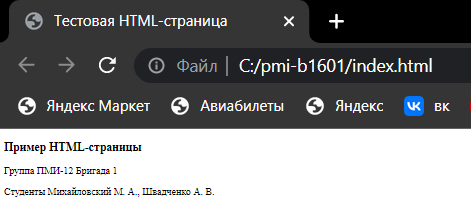 Тестовая HTML-страница
Файл | C:/pmi-b1601/index.html
Яндекс Маркет Авиабилеты Яндекс вк
Пример HTML-страницы
Группа ПМИ-12 Бригада 1
Студенты Михайловский М. А., Швадченко А. В.